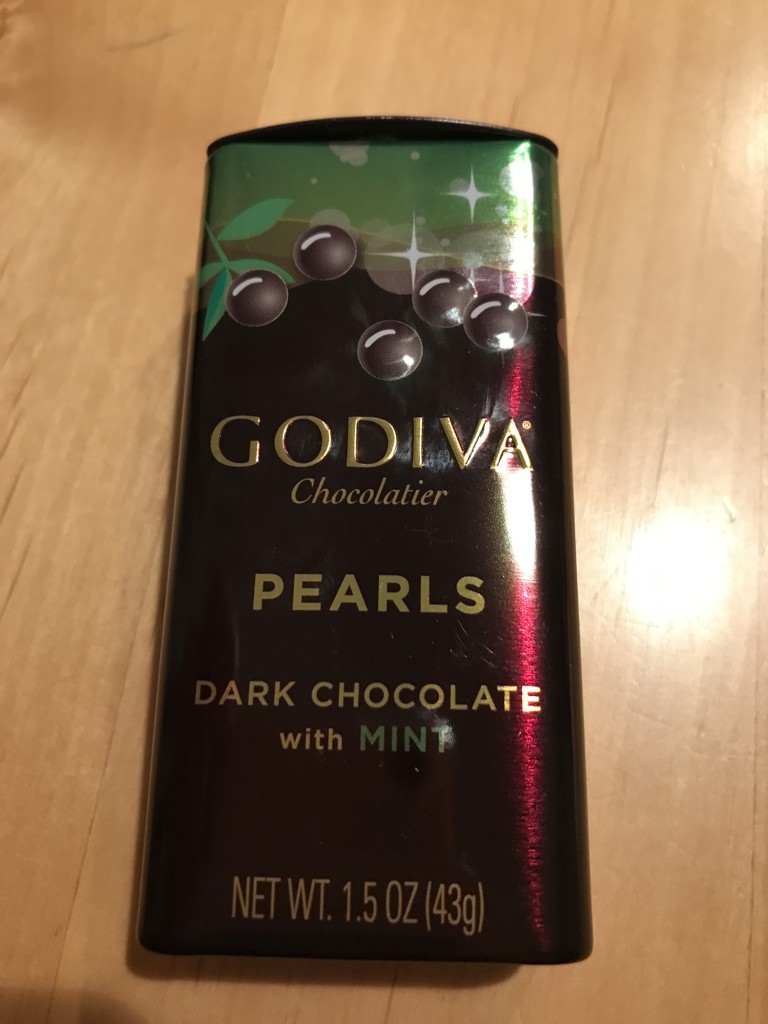 GODIVA®
Chocolatier
PEARLS
DARK CHOCOLATE
with MINT
NET WT. 1.5 OZ (43g)